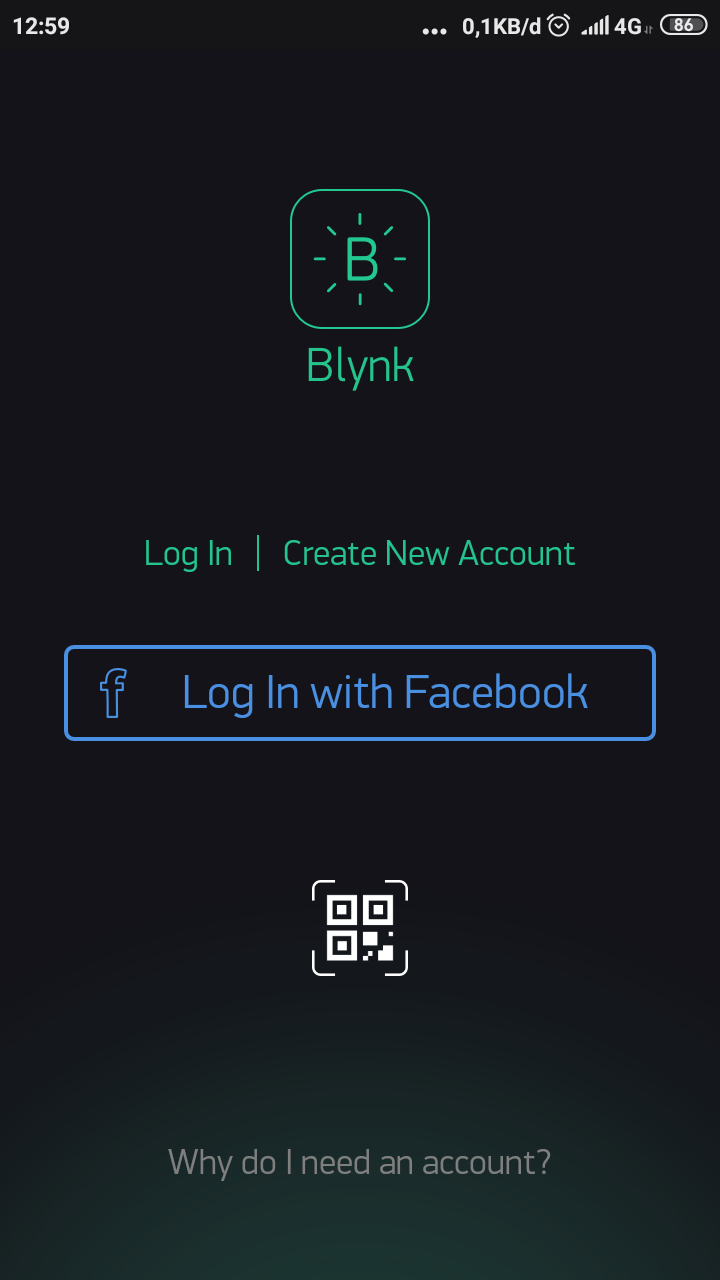 12:59 ... 0,1KB/d 4G 86
B
Blynk
Log In | Create New Account
f Log In with Facebook
Why do I need an account?